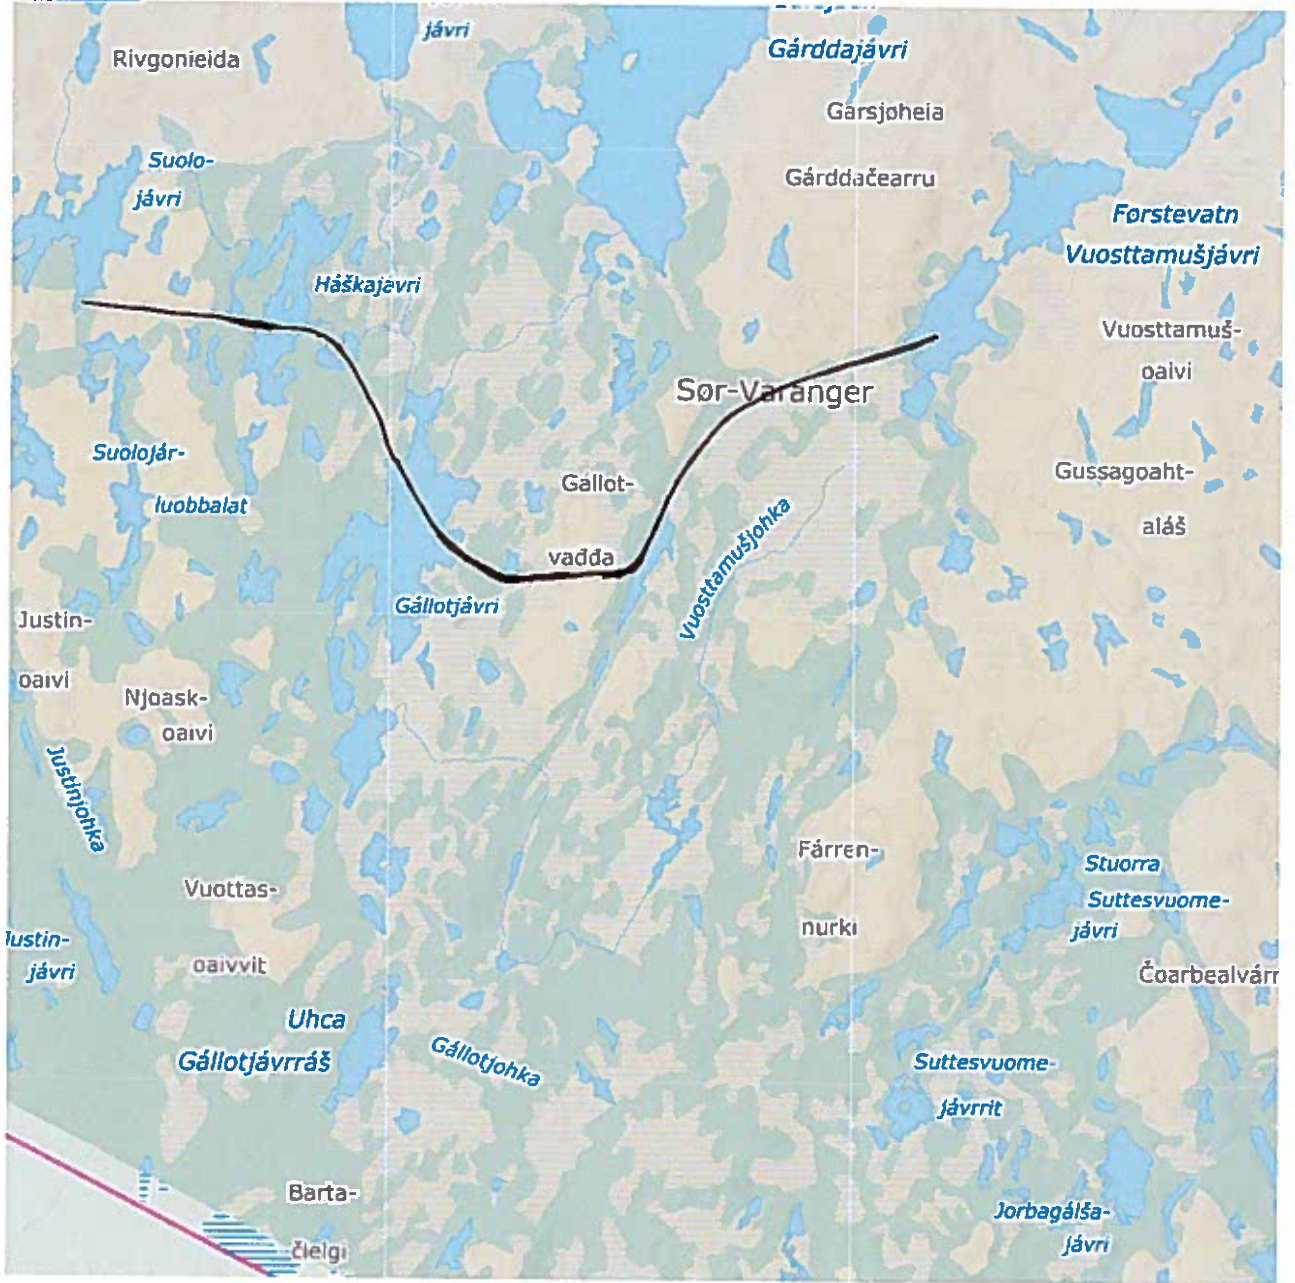 jávri
Gárddajávri
Rivgonieida
Garsjøheia
Suolo-
jávri
Gárddačearru
Førstevatn
Vuosttamušjávri
Háškajávri
Vuosttamuš-
oaivi
Sør-Varanger
Suolojár-
luobbalat
Gállot-
vađđa
Gussagoaht-
aláš
Vuosttamušjohka
Gállotjávri
Justin-
oaivi
Njoask-
oaivi
Justinjohka
Fárren-
nurki
Stuorra
Suttesvuome-
jávri
Vuottas-
oaivvit
Justin-
jávri
Čoarbealvárr
Uhca
Gállotjávrráš
Gállotjohka
Suttesvuome-
jávrrit
Barta-
čielgi
Jorbagálša-
jávri